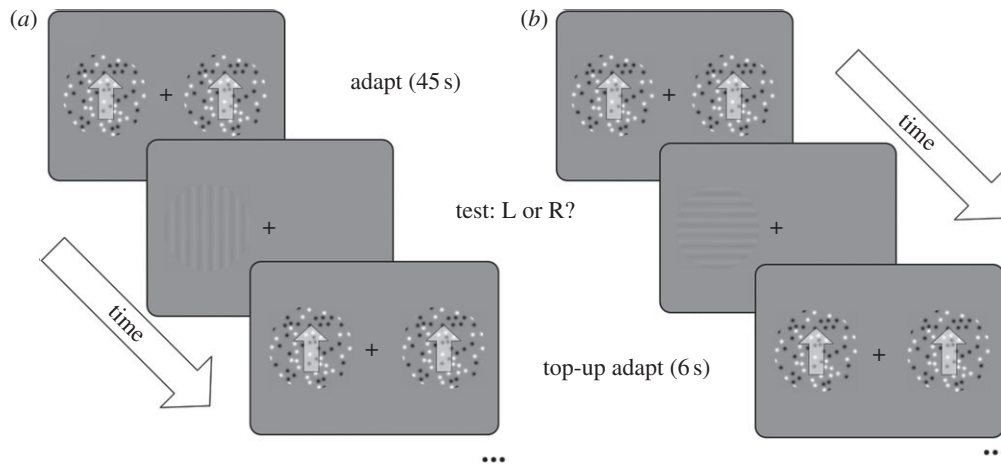 (a)
adapt (45 s)
test: L or R?
time
top-up adapt (6 s)
...
(b)
time
..